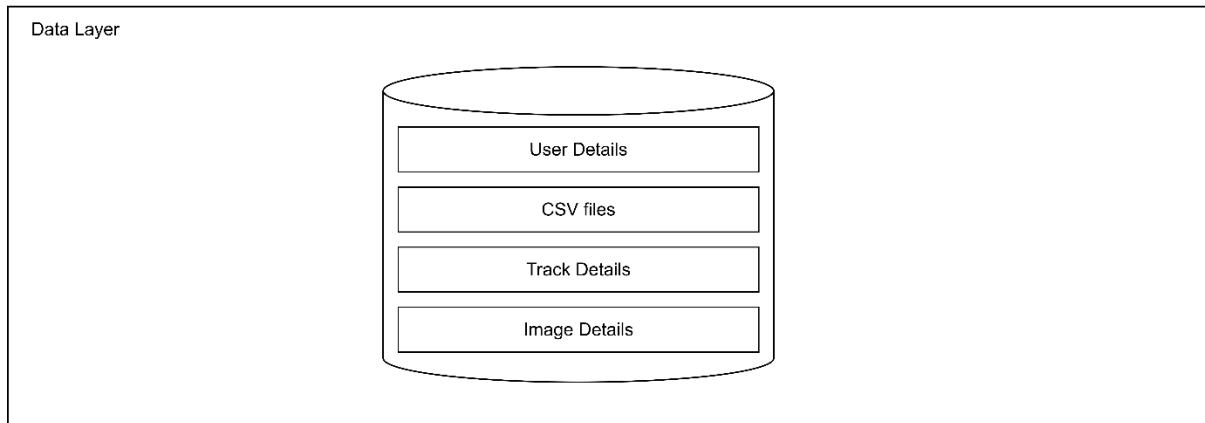 Data Layer
User Details
CSV files
Track Details
Image Details